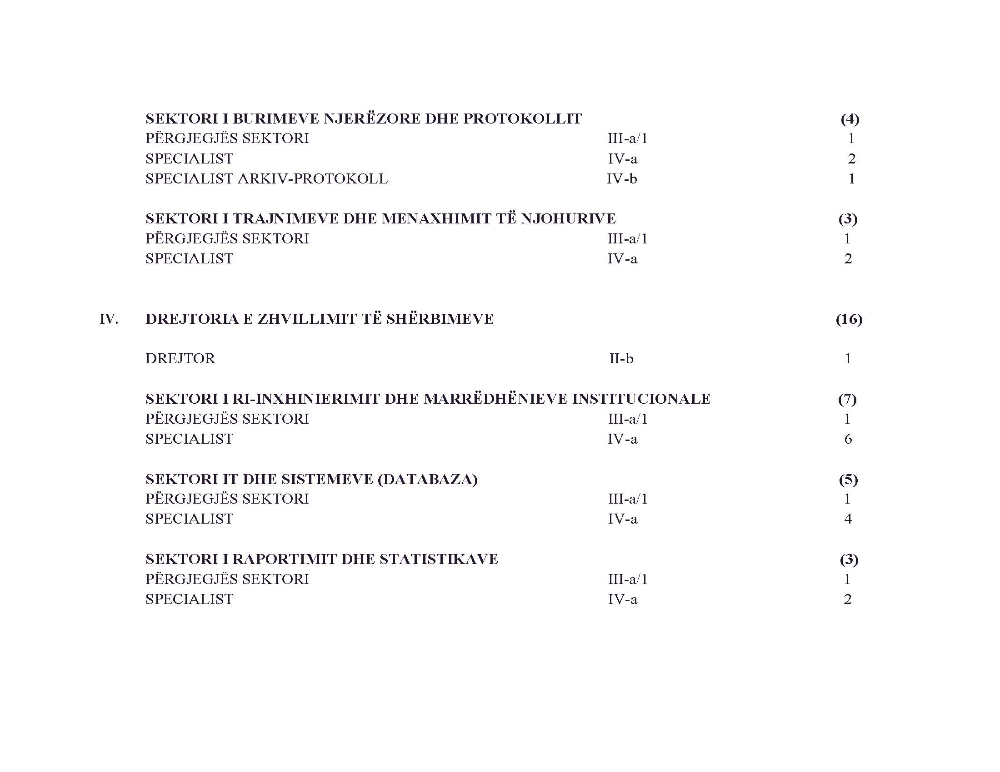 SEKTORI I BURIMEVE NJERËZORE DHE PROTOKOLLIT (4)
PËRGJEGJËS SEKTORI III-a/1 1
SPECIALIST IV-a 2
SPECIALIST ARKIV-PROTOKOLL IV-b 1
SEKTORI I TRAJNIMEVE DHE MENAXHIMIT TË NJOHURIVE (3)
PËRGJEGJËS SEKTORI III-a/1 1
SPECIALIST IV-a 2
IV. DREJTORIA E ZHVILLIMIT TË SHËRBIMEVE (16)
DREJTOR II-b 1
SEKTORI I RI-INXHINIERIMIT DHE MARRËDHËNIEVE INSTITUCIONALE (7)
PËRGJEGJËS SEKTORI III-a/1 1
SPECIALIST IV-a 6
SEKTORI IT DHE SISTEMEVE (DATABAZA) (5)
PËRGJEGJËS SEKTORI III-a/1 1
SPECIALIST IV-a 4
SEKTORI I RAPORTIMIT DHE STATISTIKAVE (3)
PËRGJEGJËS SEKTORI III-a/1 1
SPECIALIST IV-a 2